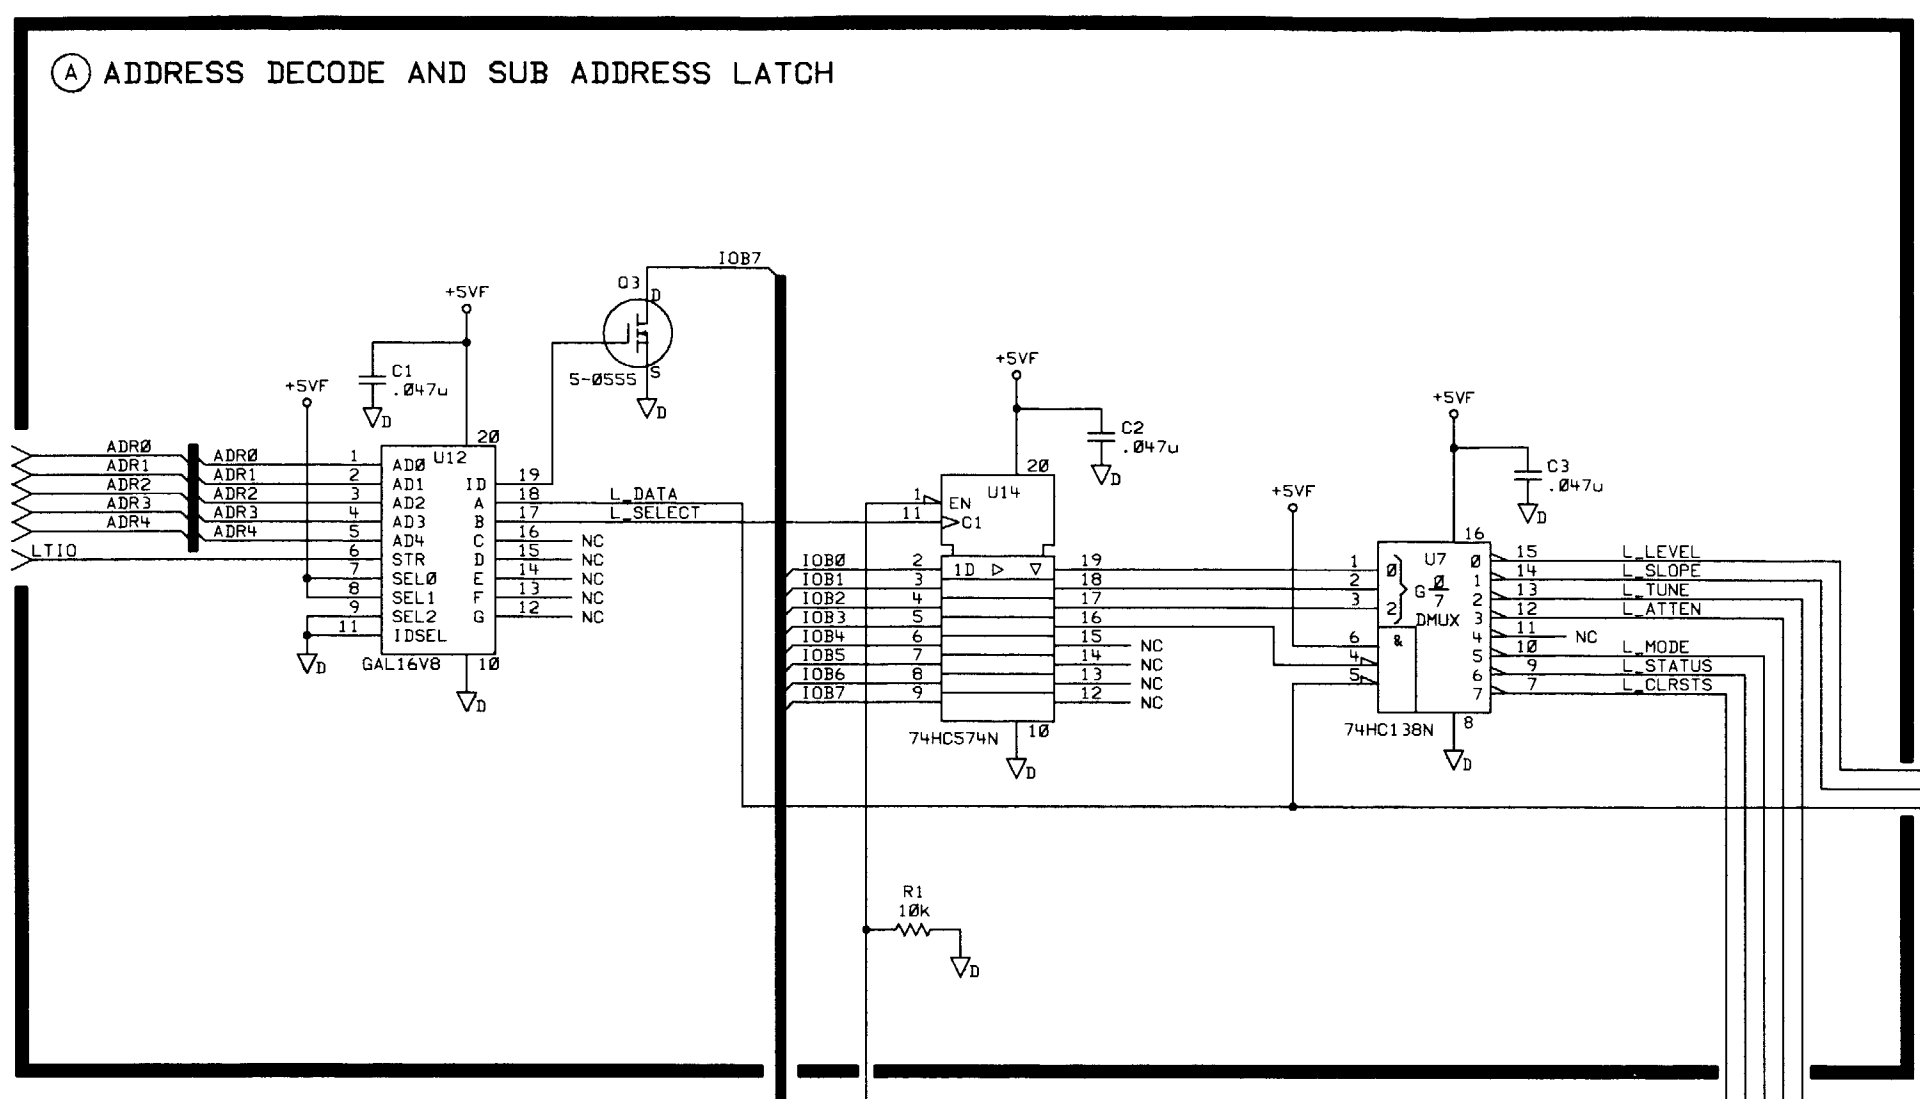 A ADDRESS DECODE AND SUB ADDRESS LATCH
IOB7
Q3
D
S
5-0555
D
+5VF
C1
.047u
D
+5VF
ADR0
ADR1
ADR2
ADR3
ADR4
LTIO
ADR0
ADR1
ADR2
ADR3
ADR4
1
2
3
4
5
6
7
8
9
11
20
U12
AD0
AD1
AD2
AD3
AD4
STR
SEL0
SEL1
SEL2
IDSEL
ID
A
B
C
D
E
F
G
19
18
17
16
15
14
13
12
L_DATA
L_SELECT
NC
NC
NC
NC
NC
D
GAL16V8
10
D
+5VF
C2
.047u
D
20
U14
1
EN
11
C1
IOB0
IOB1
IOB2
IOB3
IOB4
IOB5
IOB6
IOB7
2
3
4
5
6
7
8
9
1D
19
18
17
16
15
14
13
12
NC
NC
NC
NC
74HC574N
10
D
+5VF
+5VF
C3
.047u
D
16
U7
1
2
3
6
4
5
0
2
G 0/7
DMUX
&
0
1
2
3
4
5
6
7
15
14
13
12
11
10
9
7
L_LEVEL
L_SLOPE
L_TUNE
L_ATTEN
NC
L_MODE
L_STATUS
L_CLRSTS
74HC138N
8
D
R1
10k
D